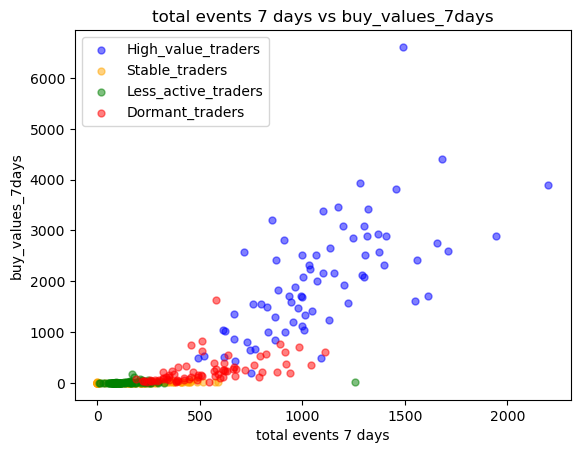 total events 7 days vs buy_values_7days
High_value_traders
Stable_traders
Less_active_traders
Dormant_traders
6000
5000
4000
3000
2000
1000
0
buy_values_7days
0
500
1000
1500
2000
total events 7 days